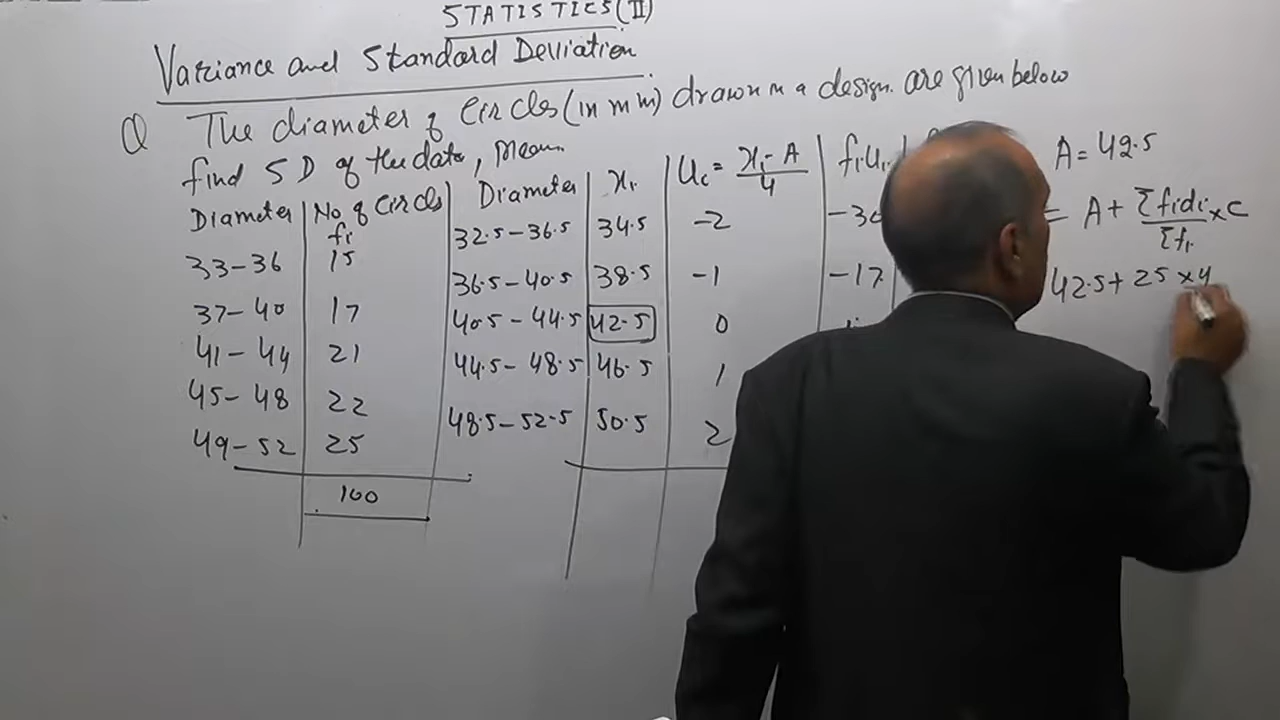 STATISTICS(II)
Variance and Standard Deviation
Q The diameter of circles (in mm) drawn in a design are given below
find SD of the data, Mean.
Diameter No of circls fi
33-36 15
37-40 17
41-44 21
45-48 22
49-52 25
100
Diameter xi ui = xi-A/4 fiui
32.5-36.5 34.5 -2
36.5-40.5 38.5 -1 -17
40.5-44.5 42.5 0
44.5-48.5 46.5 1
48.5-52.5 50.5 2
A = 42.5
= A + Σfidi/Σfi × C
42.5 + 25 × 4